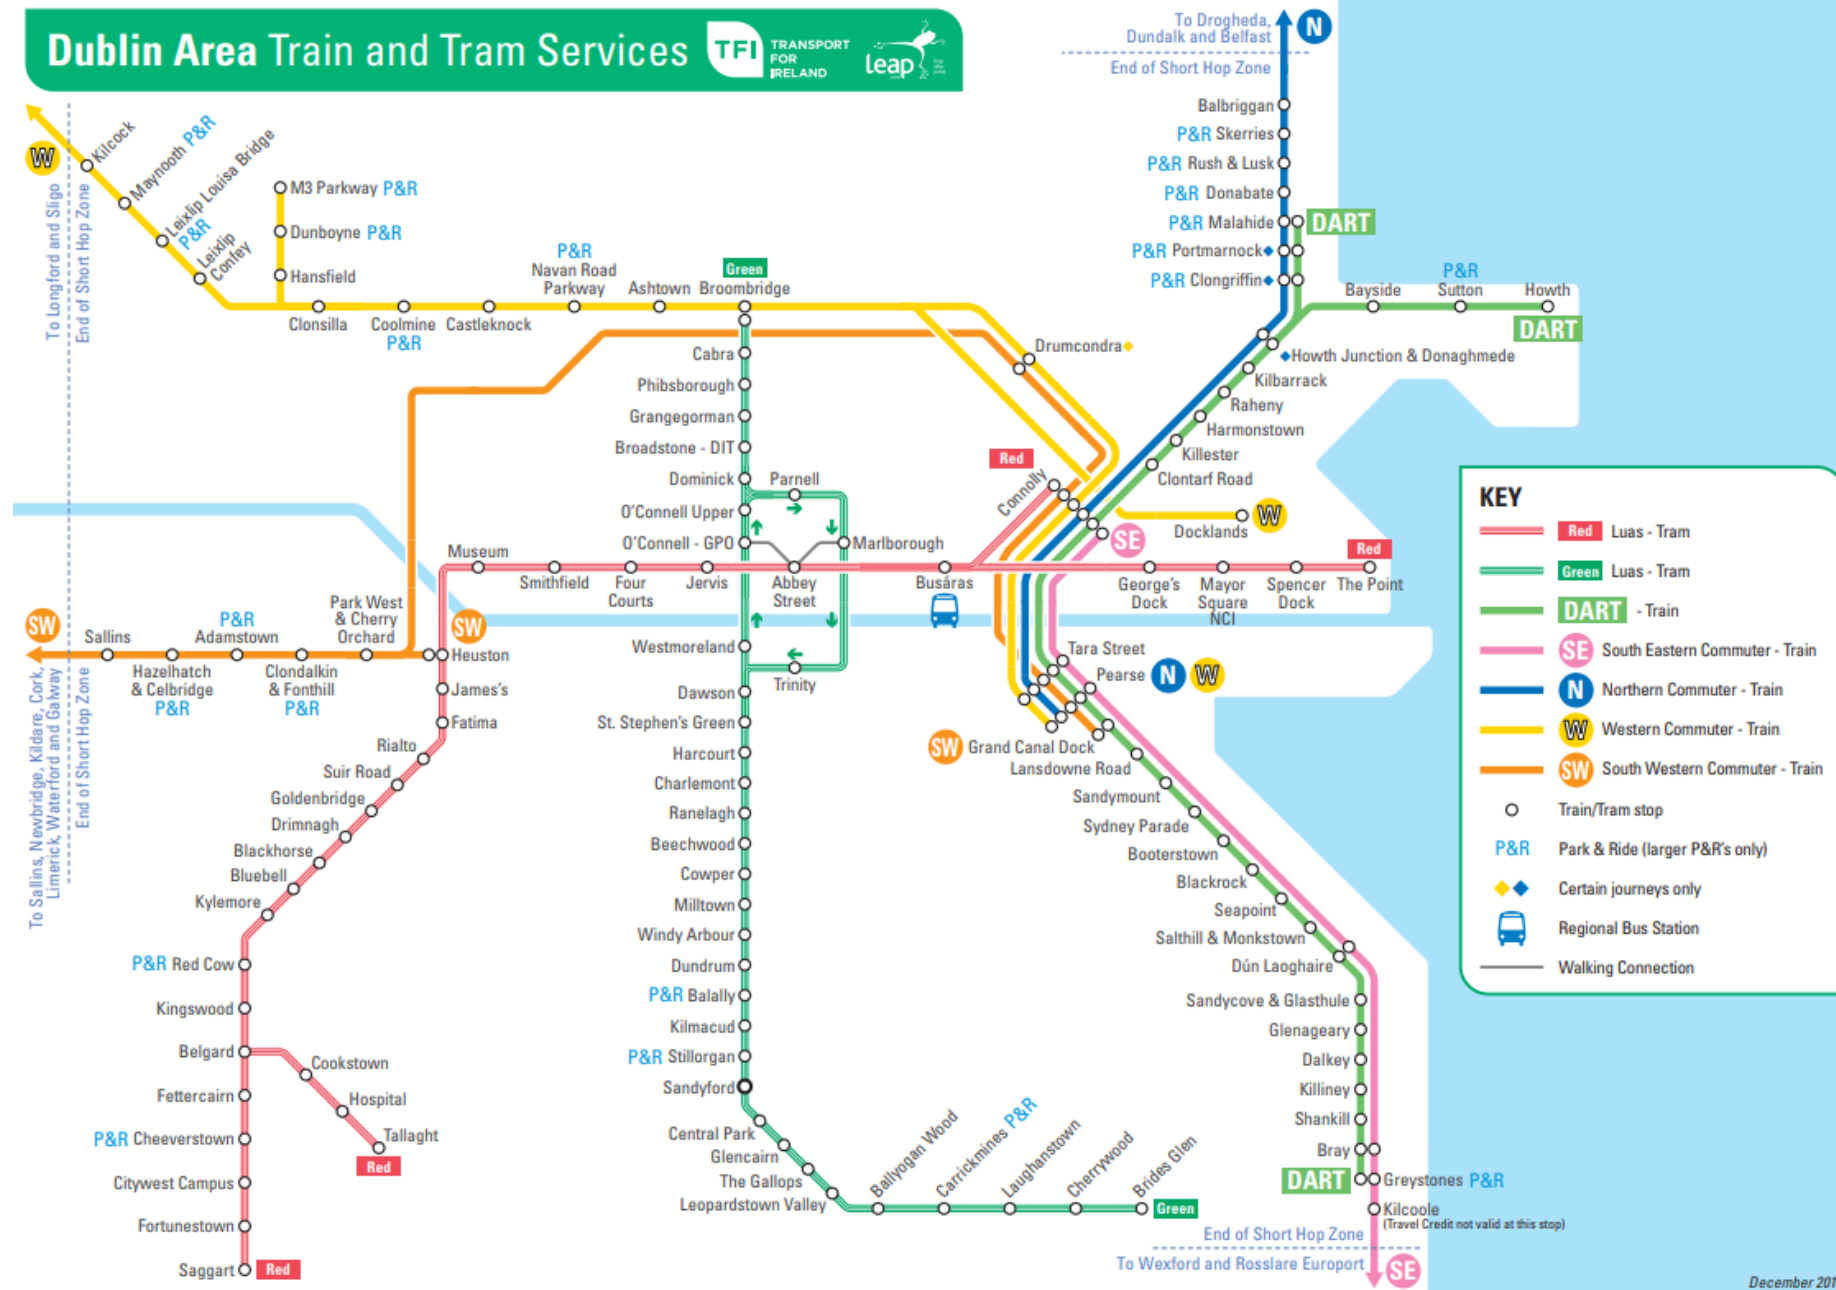 Dublin Area Train and Tram Services
TFI
TRANSPORT
FOR
IRELAND
leap
To Drogheda,
Dundalk and Belfast
N
End of Short Hop Zone
Balbriggan
P&R Skerries
P&R Rush & Lusk
P&R Donabate
P&R Malahide
DART
P&R Portmarnock
P&R Clongriffin
Bayside
P&R
Sutton
Howth
DART
Howth Junction & Donaghmede
Kilbarrack
Raheny
Harmonstown
Killester
Clontarf Road
W
To Longford and Sligo
End of Short Hop Zone
Kilcock
Maynooth P&R
Leixlip Louisa Bridge
P&R
Leixlip
Confey
M3 Parkway P&R
Dunboyne P&R
Hansfield
Clonsilla
Coolmine
P&R
Castleknock
P&R
Navan Road
Parkway
Ashtown
Green
Broombridge
Drumcondra
Cabra
Phibsborough
Grangegorman
Broadstone - DIT
Dominick
Parnell
O'Connell Upper
O'Connell - GPO
Marlborough
Red
Connolly
Docklands
W
SE
Museum
Smithfield
Four
Courts
Jervis
Abbey
Street
Busáras
George's
Dock
Mayor
Square
NCI
Spencer
Dock
Red
The Point
SW
Sallins
Hazelhatch
& Celbridge
P&R
P&R
Adamstown
Clondalkin
& Fonthill
P&R
Park West
& Cherry
Orchard
SW
Heuston
To Sallins, Newbridge, Kildare, Cork,
Limerick, Waterford and Galway
End of Short Hop Zone
James's
Fatima
Rialto
Suir Road
Goldenbridge
Drimnagh
Blackhorse
Bluebell
Kylemore
P&R Red Cow
Kingswood
Belgard
Cookstown
Hospital
Tallaght
Red
Fettercairn
P&R Cheeverstown
Citywest Campus
Fortunestown
Saggart
Red
Westmoreland
Trinity
Dawson
St. Stephen's Green
Harcourt
Charlemont
Ranelagh
Beechwood
Cowper
Milltown
Windy Arbour
Dundrum
P&R Balally
Kilmacud
P&R Stillorgan
Sandyford
Central Park
Glencairn
The Gallops
Leopardstown Valley
Ballyogan Wood
Carrickmines P&R
Laughanstown
Cherrywood
Brides Glen
Green
Tara Street
Pearse
N
W
SW
Grand Canal Dock
Lansdowne Road
Sandymount
Sydney Parade
Booterstown
Blackrock
Seapoint
Salthill & Monkstown
Dún Laoghaire
Sandycove & Glasthule
Glenageary
Dalkey
Killiney
Shankill
Bray
DART
Greystones P&R
Kilcoole
(Travel Credit not valid at this stop)
End of Short Hop Zone
To Wexford and Rosslare Europort
SE
KEY
Red Luas - Tram
Green Luas - Tram
DART - Train
SE South Eastern Commuter - Train
N Northern Commuter - Train
W Western Commuter - Train
SW South Western Commuter - Train
Train/Tram stop
P&R Park & Ride (larger P&R's only)
Certain journeys only
Regional Bus Station
Walking Connection
December 201